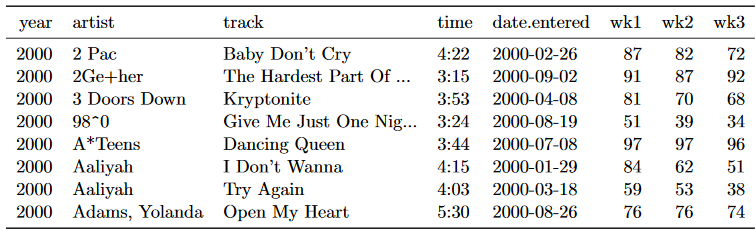 year artist track time date.entered wk1 wk2 wk3
2000 2 Pac Baby Don't Cry 4:22 2000-02-26 87 82 72
2000 2Ge+her The Hardest Part Of ... 3:15 2000-09-02 91 87 92
2000 3 Doors Down Kryptonite 3:53 2000-04-08 81 70 68
2000 98^0 Give Me Just One Nig... 3:24 2000-08-19 51 39 34
2000 A*Teens Dancing Queen 3:44 2000-07-08 97 97 96
2000 Aaliyah I Don't Wanna 4:15 2000-01-29 84 62 51
2000 Aaliyah Try Again 4:03 2000-03-18 59 53 38
2000 Adams, Yolanda Open My Heart 5:30 2000-08-26 76 76 74